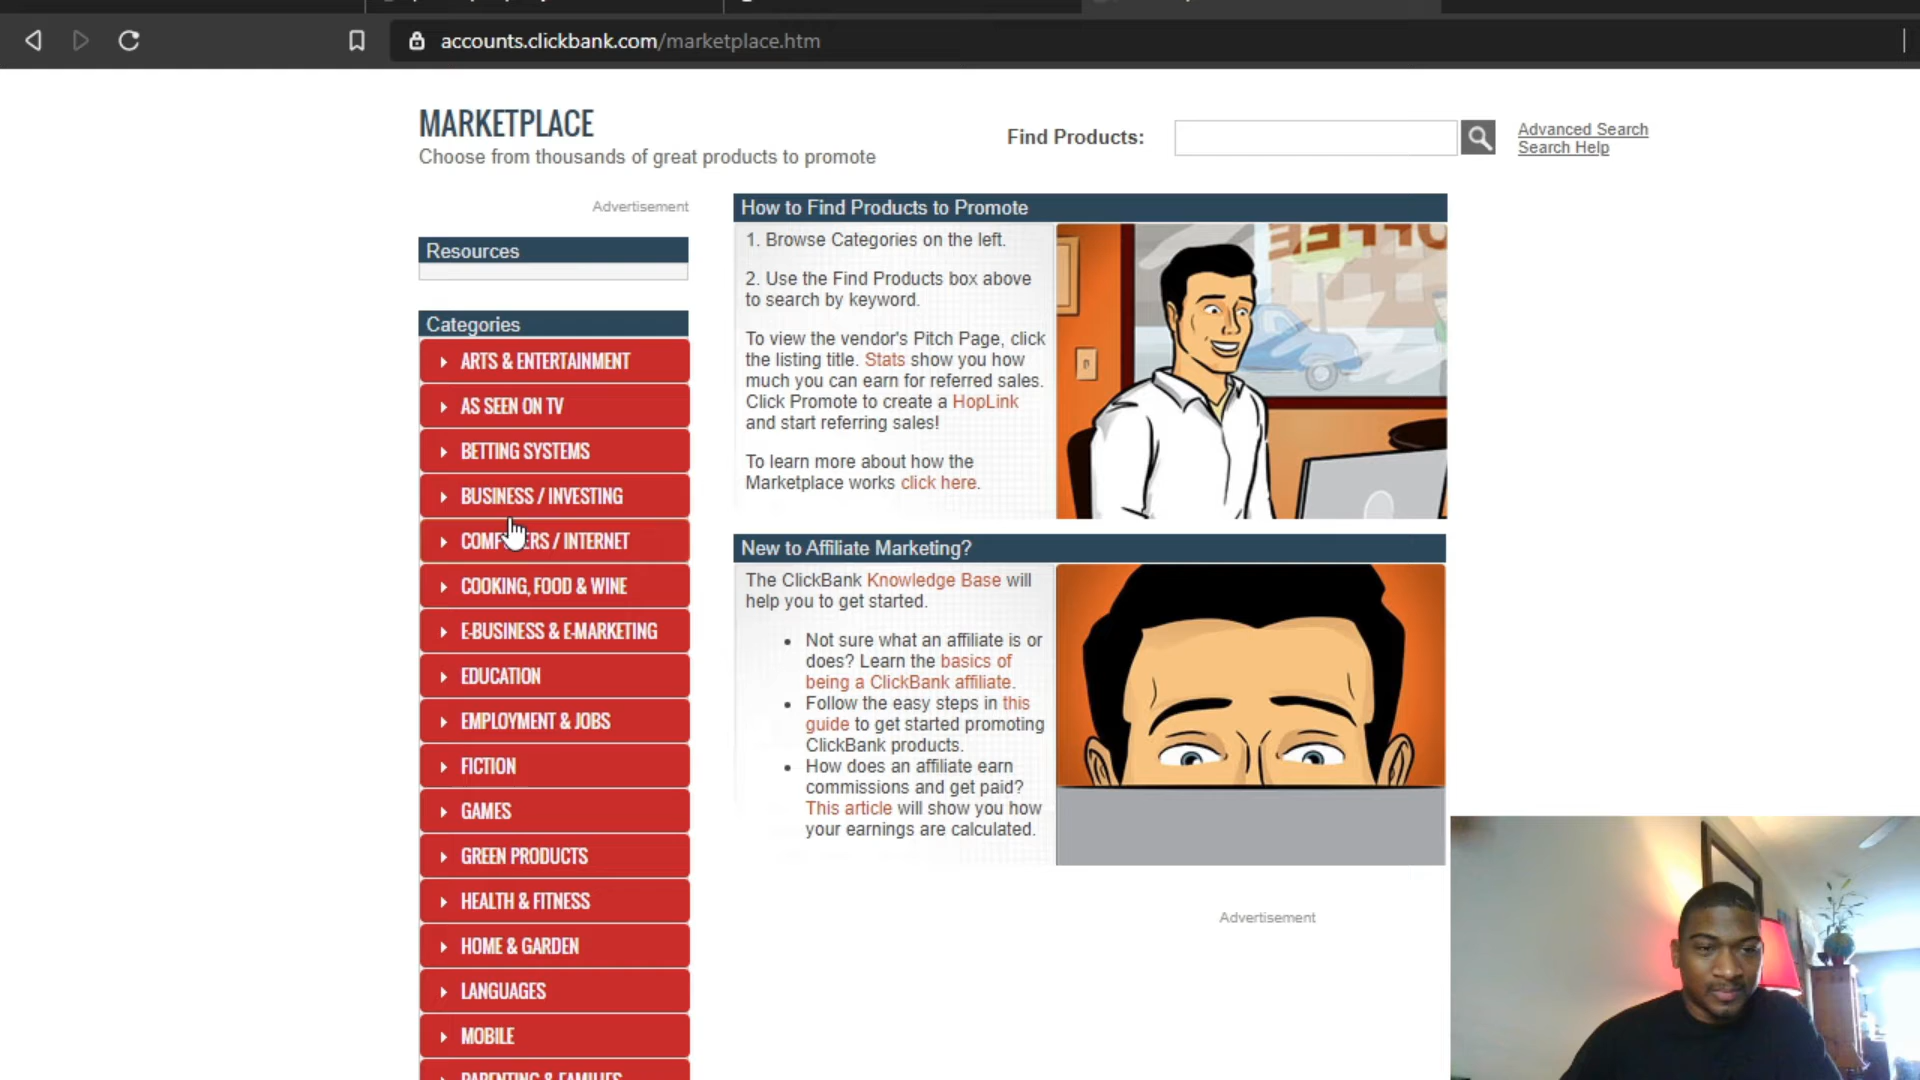 accounts.clickbank.com/marketplace.htm
MARKETPLACE
Choose from thousands of great products to promote
Find Products:
Advanced Search
Search Help
Advertisement
Resources
Categories
ARTS & ENTERTAINMENT
AS SEEN ON TV
BETTING SYSTEMS
BUSINESS / INVESTING
COMPUTERS / INTERNET
COOKING, FOOD & WINE
E-BUSINESS & E-MARKETING
EDUCATION
EMPLOYMENT & JOBS
FICTION
GAMES
GREEN PRODUCTS
HEALTH & FITNESS
HOME & GARDEN
LANGUAGES
MOBILE
PARENTING & FAMILIES
How to Find Products to Promote
1. Browse Categories on the left.
2. Use the Find Products box above
to search by keyword.
To view the vendor's Pitch Page, click
the listing title. Stats show you how
much you can earn for referred sales.
Click Promote to create a HopLink
and start referring sales!
To learn more about how the
Marketplace works click here.
New to Affiliate Marketing?
The ClickBank Knowledge Base will
help you to get started.
• Not sure what an affiliate is or
does? Learn the basics of
being a ClickBank affiliate.
• Follow the easy steps in this
guide to get started promoting
ClickBank products.
• How does an affiliate earn
commissions and get paid?
This article will show you how
your earnings are calculated.
Advertisement